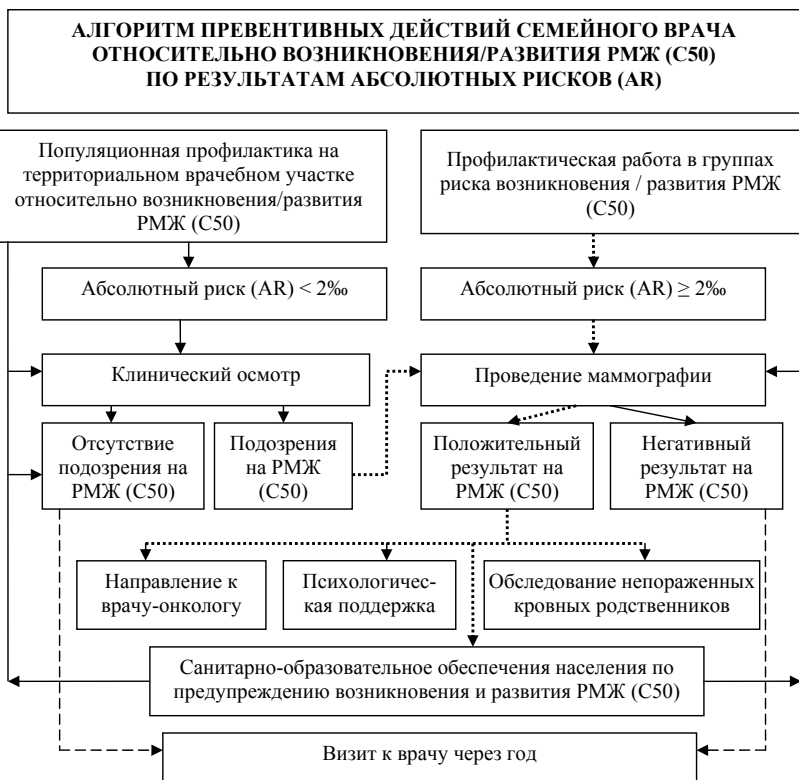 АЛГОРИТМ ПРЕВЕНТИВНЫХ ДЕЙСТВИЙ СЕМЕЙНОГО ВРАЧА
ОТНОСИТЕЛЬНО ВОЗНИКНОВЕНИЯ/РАЗВИТИЯ РМЖ (С50)
ПО РЕЗУЛЬТАТАМ АБСОЛЮТНЫХ РИСКОВ (AR)
Популяционная профилактика на
территориальном врачебном участке
относительно возникновения/развития
РМЖ (С50)
Профилактическая работа в группах
риска возникновения / развития РМЖ
(С50)
Абсолютный риск (AR) < 2‰
Абсолютный риск (AR) ≥ 2‰
Клинический осмотр
Проведение маммографии
Отсутствие
подозрения на
РМЖ (С50)
Подозрения
на РМЖ
(С50)
Положительный
результат на
РМЖ (С50)
Негативный
результат на
РМЖ (С50)
Направление к
врачу-онкологу
Психологичес-
кая поддержка
Обследование непораженных
кровных родственников
Санитарно-образовательное обеспечения населения по
предупреждению возникновения и развития РМЖ (С50)
Визит к врачу через год